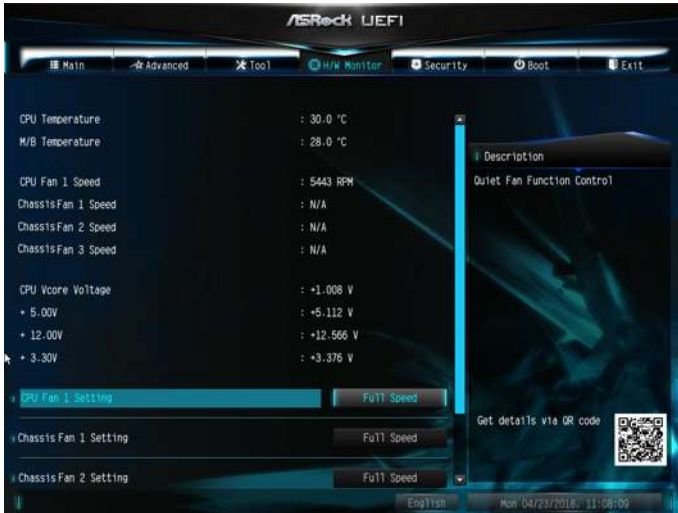 ASRock UEFI
Main Advanced Tool H/W Monitor Security Boot Exit
CPU Temperature : 30.0 °C
M/B Temperature : 28.0 °C
CPU Fan 1 Speed : 5443 RPM
Chassis Fan 1 Speed : N/A
Chassis Fan 2 Speed : N/A
Chassis Fan 3 Speed : N/A
CPU Vcore Voltage : +1.008 V
+ 5.00V : +5.112 V
+ 12.00V : +12.566 V
+ 3.30V : +3.376 V
CPU Fan 1 Setting Full Speed
Chassis Fan 1 Setting Full Speed
Chassis Fan 2 Setting Full Speed
Description
Quiet Fan Function Control
Get details via QR code
English Mon 04/23/2018, 11:08:09